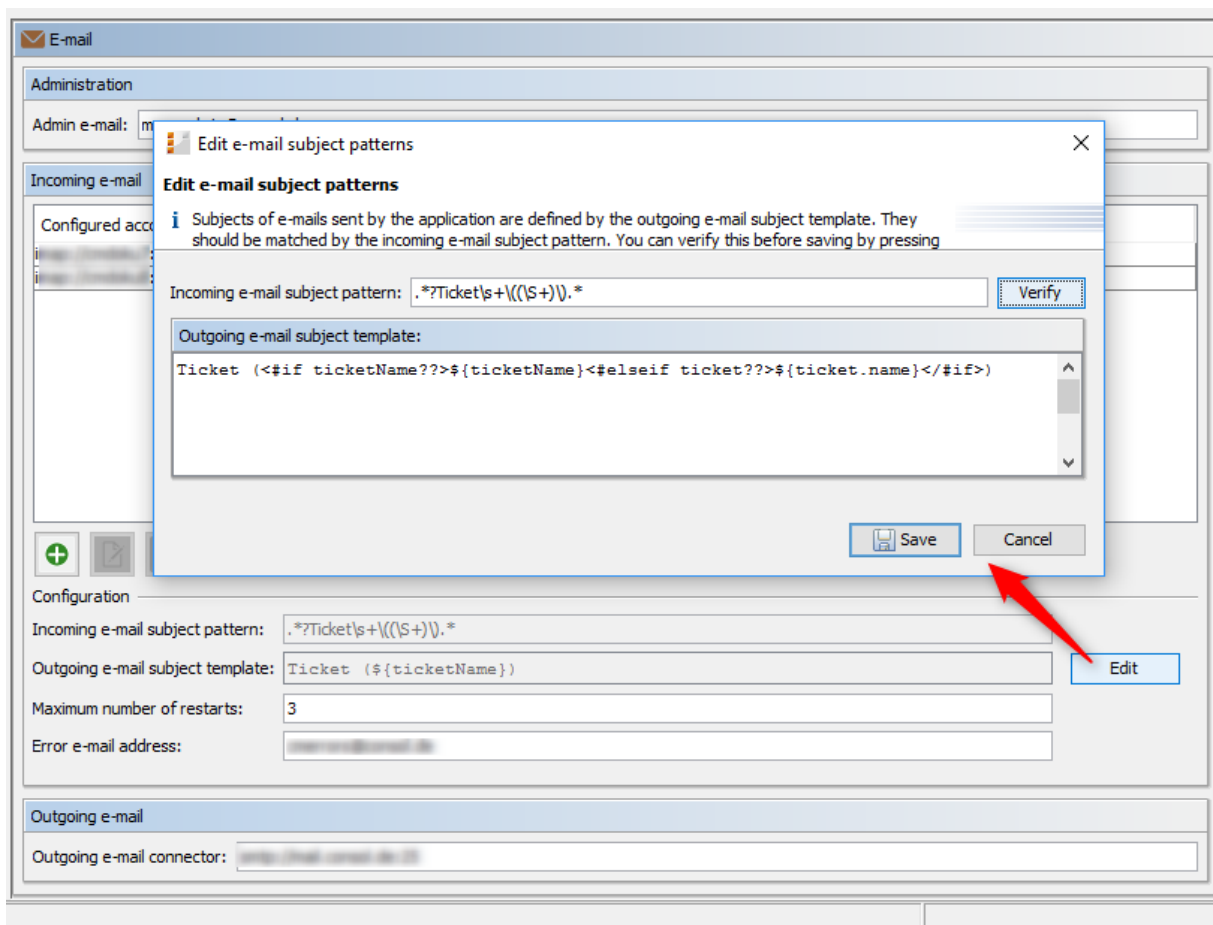 E-mail
Administration
Admin e-mail:
Edit e-mail subject patterns
Edit e-mail subject patterns
Incoming e-mail
i Subjects of e-mails sent by the application are defined by the outgoing e-mail subject template. They
should be matched by the incoming e-mail subject pattern. You can verify this before saving by pressing
Configured
Incoming e-mail subject pattern: .*?Ticket\s+\((\S+)\).* Verify
Outgoing e-mail subject template:
Ticket (<#if ticketName??>${ticketName}<#elseif ticket??>${ticket.name}</#if>)
Save Cancel
Configuration
Incoming e-mail subject pattern: .*?Ticket\s+\((\S+)\).*
Outgoing e-mail subject template: Ticket (${ticketName}) Edit
Maximum number of restarts: 3
Error e-mail address:
Outgoing e-mail
Outgoing e-mail connector: